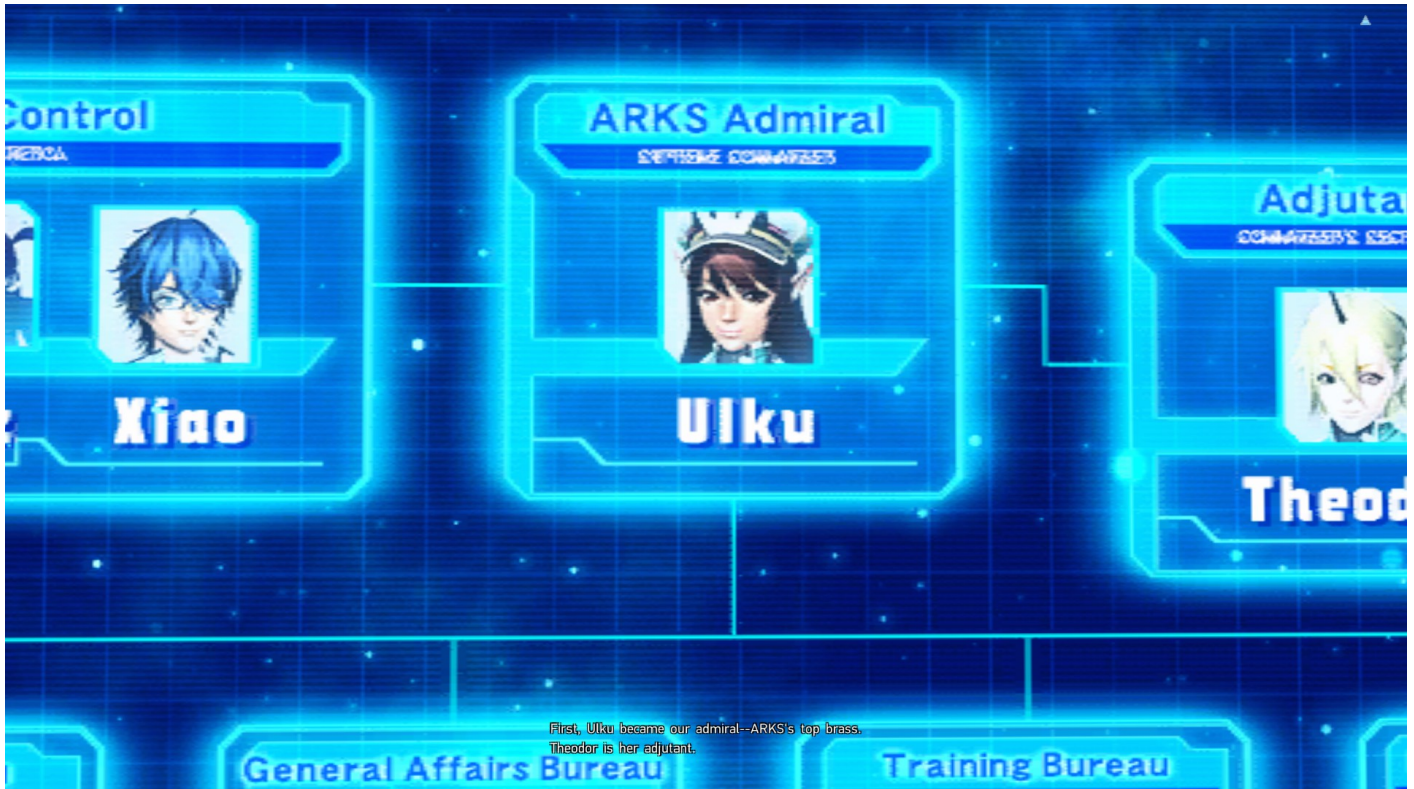 Control
ARKS Admiral
Adjuta
Xiao
Ulku
Theod
First, Ulku became our admiral--ARKS's top brass.
Theodor is her adjutant.
General Affairs Bureau
Training Bureau